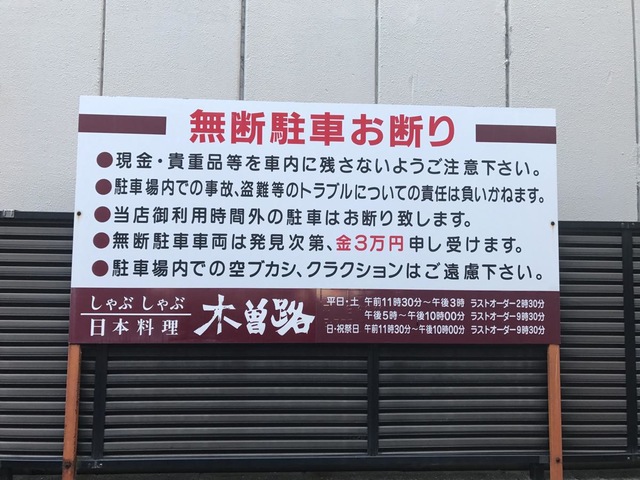 無断駐車お断り
●現金・貴重品等を車内に残さないようご注意下さい。
●駐車場内での事故、盗難等のトラブルについての責任は負いかねます。
●当店御利用時間外の駐車はお断り致します。
●無断駐車車両は発見次第、金3万円申し受けます。
●駐車場内での空ブカシ、クラクションはご遠慮下さい。
しゃぶしゃぶ
日本料理
木曽路
平日・土 午前11時30分～午後3時 ラストオーダー2時30分
午後5時～午後10時00分 ラストオーダー9時30分
日・祝祭日 午前11時30分～午後10時00分 ラストオーダー9時30分